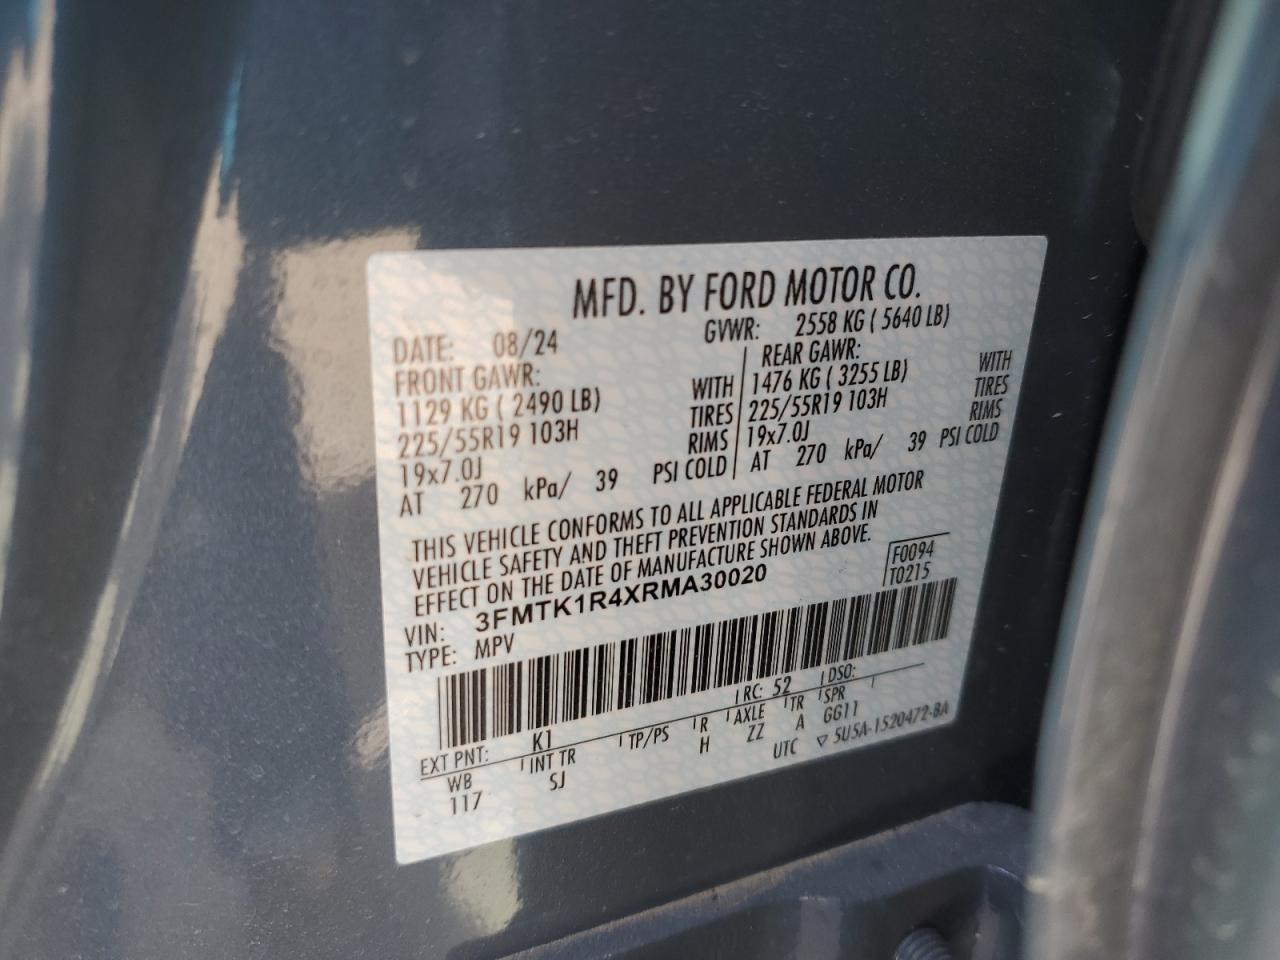 MFD. BY FORD MOTOR CO.
DATE: 08/24 GVWR: 2558 KG ( 5640 LB)
FRONT GAWR: REAR GAWR:
1129 KG ( 2490 LB) WITH 1476 KG ( 3255 LB) WITH
225/55R19 103H TIRES 225/55R19 103H TIRES
19x7.0J RIMS 19x7.0J RIMS
AT 270 kPa/ 39 PSI COLD AT 270 kPa/ 39 PSI COLD
THIS VEHICLE CONFORMS TO ALL APPLICABLE FEDERAL MOTOR
VEHICLE SAFETY AND THEFT PREVENTION STANDARDS IN
EFFECT ON THE DATE OF MANUFACTURE SHOWN ABOVE.
VIN: 3FMTK1R4XRMA30020 F0094
TYPE: MPV T0215
EXT PNT: K1 RC: 52 DSO:
WB INT TR TP/PS R AXLE TR SPR
117 SJ H ZZ A GG11
UTC ▽ 5U5A-1520472-BA